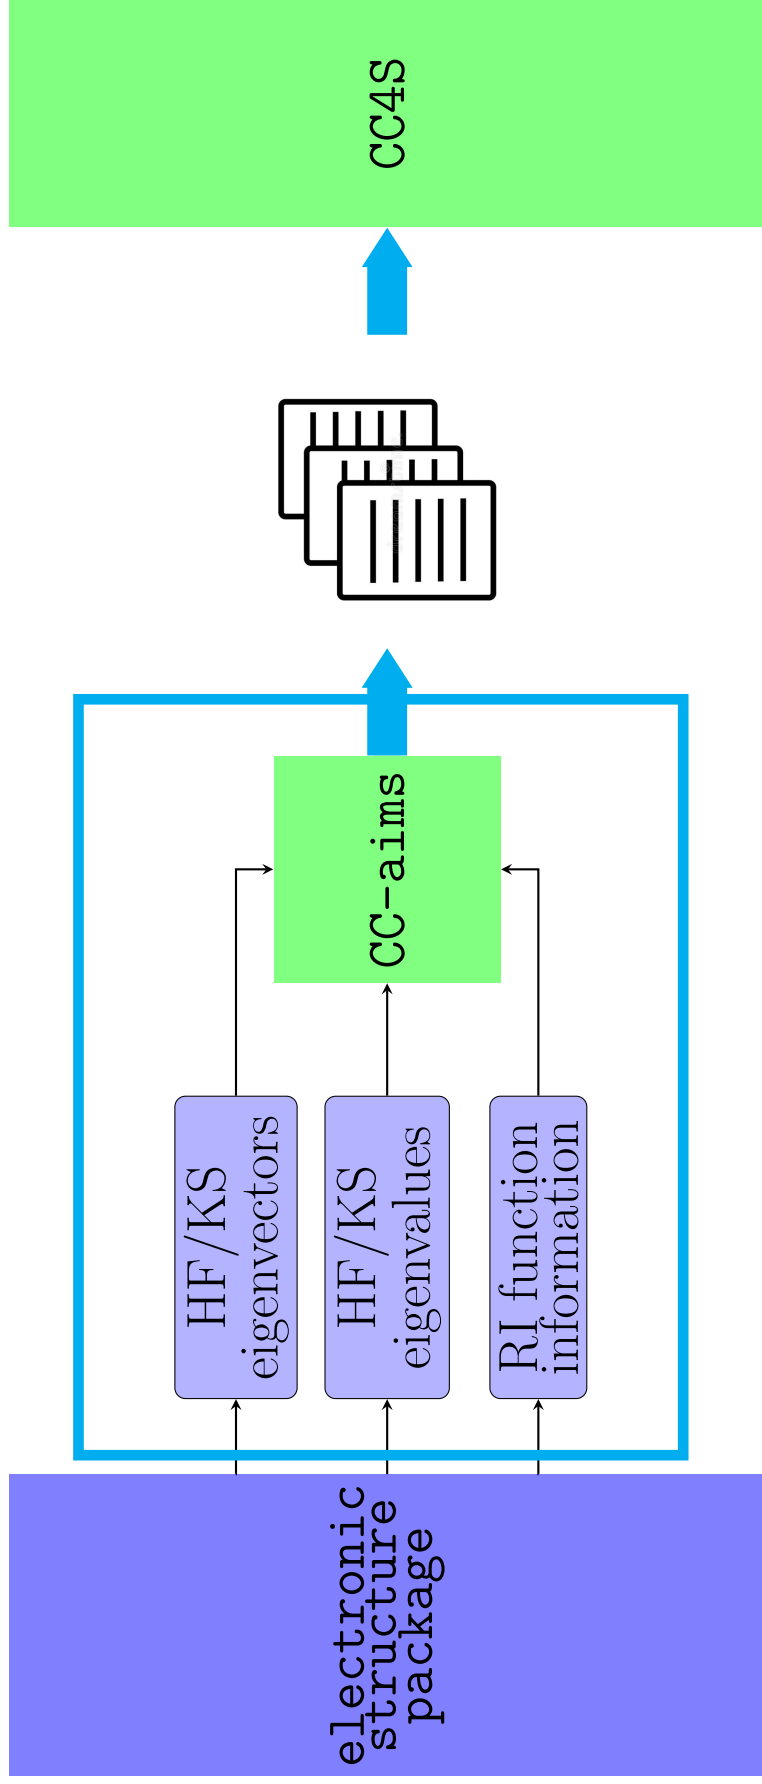 electronic
structure
package
HF/KS
eigenvectors
HF/KS
eigenvalues
RI function
information
CC-aims
CC4S